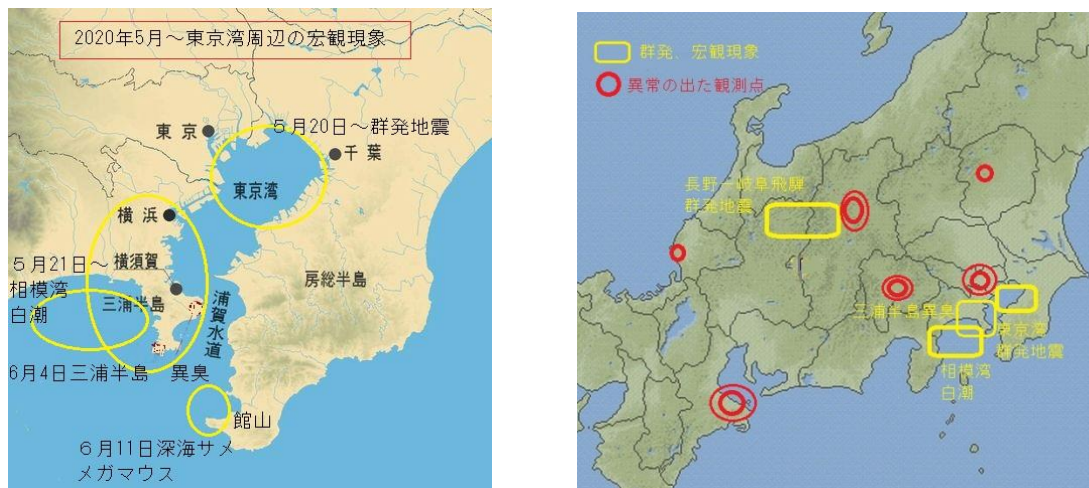 2020年5月～東京湾周辺の宏観現象
5月20日～群発地震
東京
千葉
東京湾
横浜
5月21日～
相模湾
白潮
横須賀
三浦半島
浦賀水道
房総半島
6月4日三浦半島 異臭
館山
6月11日深海サメ
メガマウス
群発、宏観現象
異常の出た観測点
長野ー岐阜飛騨
群発地震
三浦半島異臭
東京湾
群発地震
相模湾
白潮